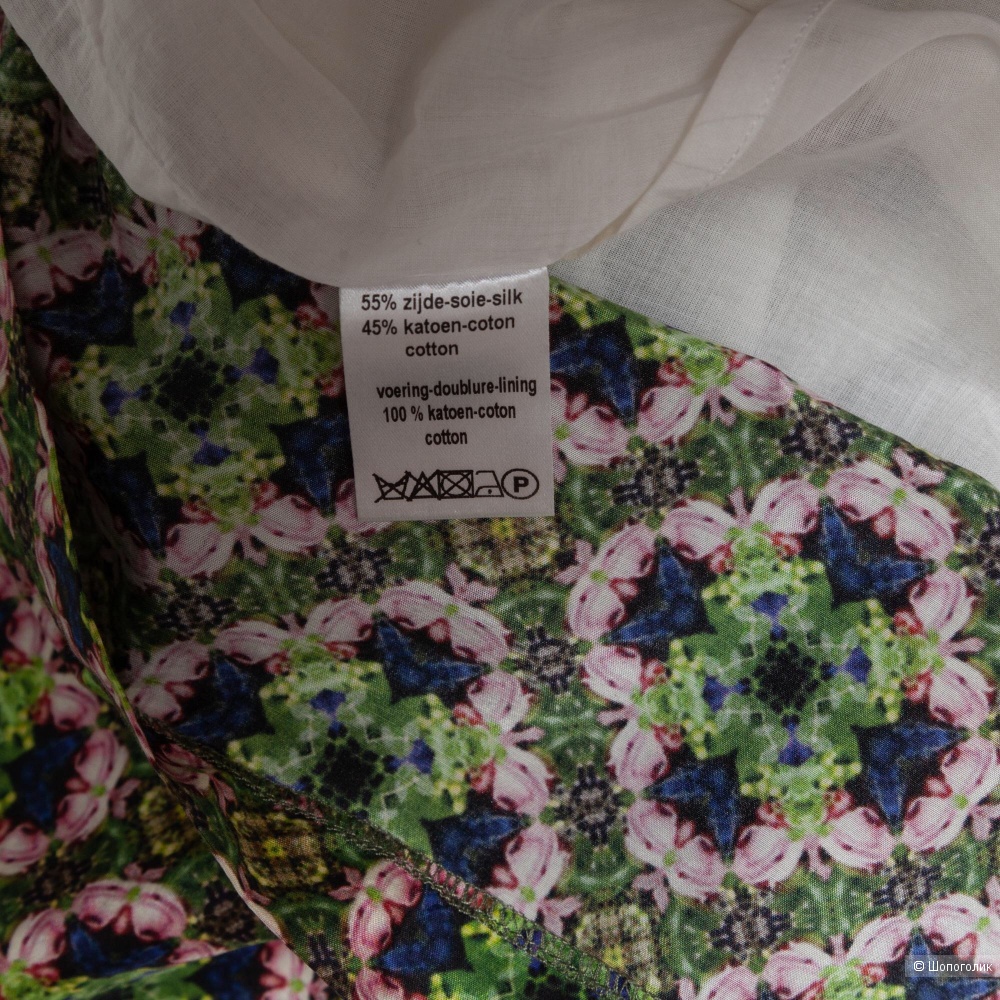 55% zijde-soie-silk
45% katoen-coton
cotton
voering-doublure-lining
100 % katoen-coton
cotton
P
© Шопоголик